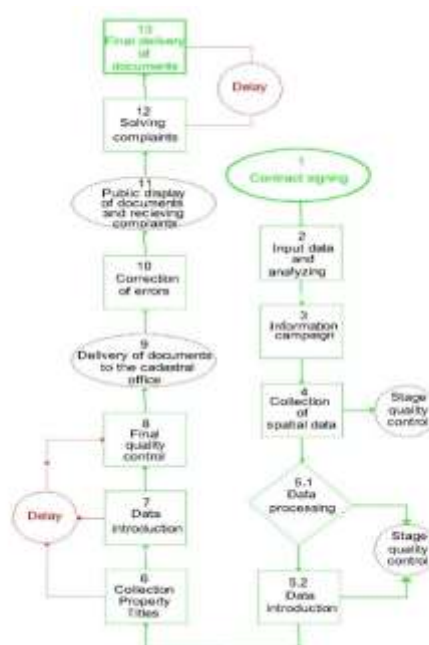 13
Final delivery
of
documents
Delay
12
Solving
complaints
11
Public display
of documents
and recieving
complaints
1
Contract signing
2
Input data
and
analyzing
10
Correction
of errors
3
Information
campaign
9
Delivery of documents
to the cadastral
office
4
Collection
of
spatial data
Stage
quality
control
8
Final
quality
control
5.1
Data
processing
7
Data
introduction
Delay
Stage
quality
control
6
Collection
Property
Titles
5.2
Data
introduction